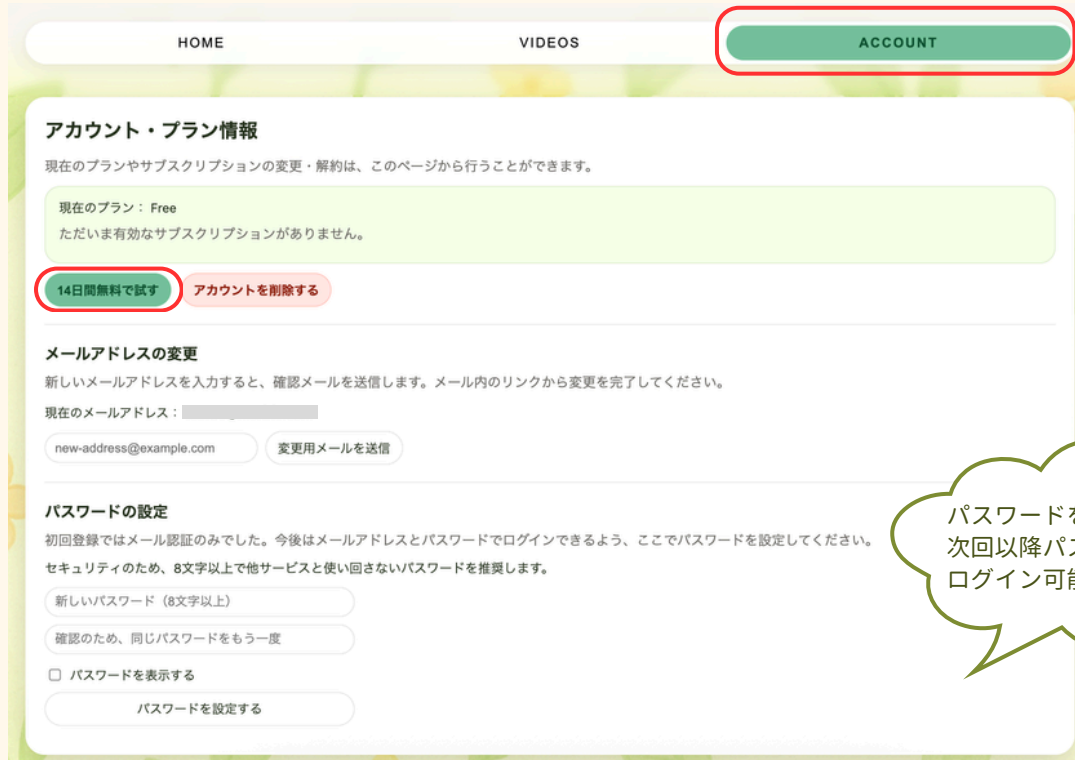 HOME
VIDEOS
ACCOUNT
アカウント・プラン情報
現在のプランやサブスクリプションの変更・解約は、このページから行うことができます。
現在のプラン： Free
ただいま有効なサブスクリプションがありません。
14日間無料で試す
アカウントを削除する
メールアドレスの変更
新しいメールアドレスを入力すると、確認メールを送信します。メール内のリンクから変更を完了してください。
現在のメールアドレス：
new-address@example.com
変更用メールを送信
パスワードの設定
初回登録ではメール認証のみでした。今後はメールアドレスとパスワードでログインできるよう、ここでパスワードを設定してください。
セキュリティのため、8文字以上で他サービスと使い回さないパスワードを推奨します。
新しいパスワード（8文字以上）
確認のため、同じパスワードをもう一度
パスワードを表示する
パスワードを設定する
パスワードを
次回以降パス
ログイン可能